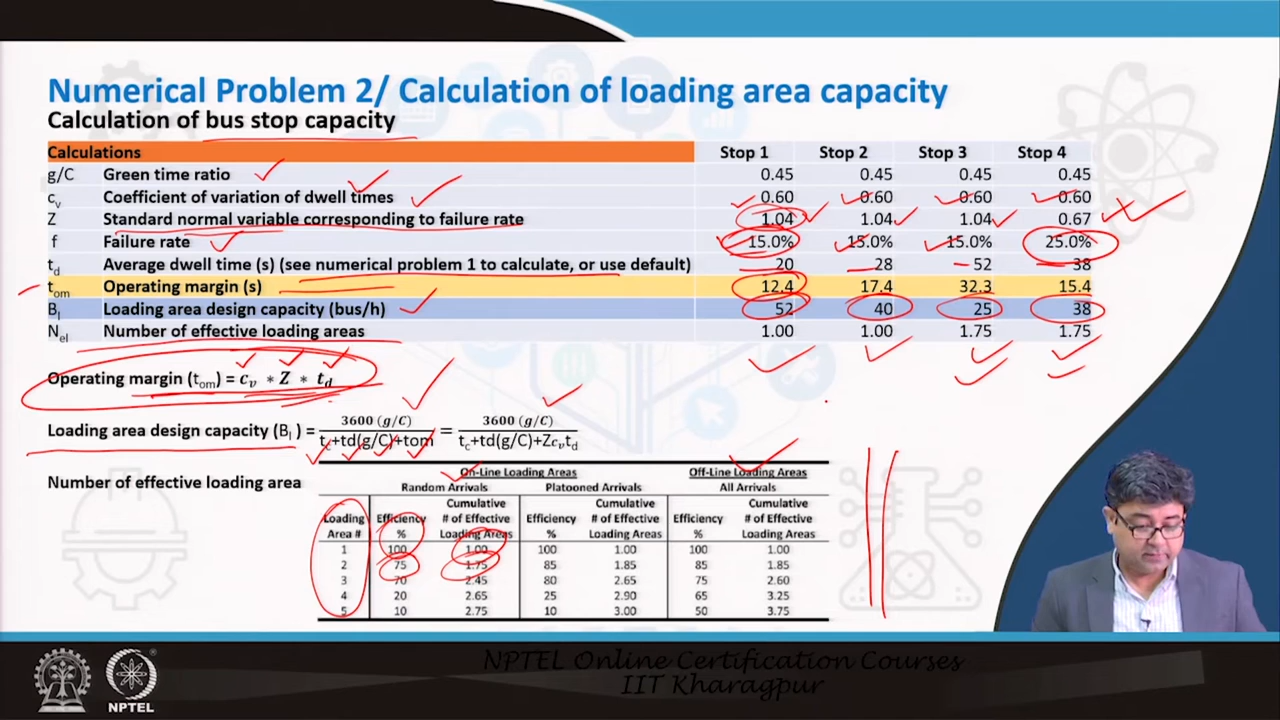 Numerical Problem 2/ Calculation of loading area capacity
Calculation of bus stop capacity
Calculations Stop 1 Stop 2 Stop 3 Stop 4
g/C Green time ratio 0.45 0.45 0.45 0.45
cv Coefficient of variation of dwell times 0.60 0.60 0.60 0.60
Z Standard normal variable corresponding to failure rate 1.04 1.04 1.04 0.67
f Failure rate 15.0% 15.0% 15.0% 25.0%
td Average dwell time (s) (see numerical problem 1 to calculate, or use default) 20 28 52 38
tom Operating margin (s) 12.4 17.4 32.3 15.4
Bl Loading area design capacity (bus/h) 52 40 25 38
Nel Number of effective loading areas 1.00 1.00 1.75 1.75
Operating margin (tom) = cv * Z * td
Loading area design capacity (Bl ) = 3600 (g/C) / tc+td(g/C)+tom = 3600 (g/C) / tc+td(g/C)+Zcvtd
Number of effective loading area
On-Line Loading Areas Off-Line Loading Areas
Random Arrivals Platooned Arrivals All Arrivals
Cumulative Cumulative Cumulative
Loading Efficiency # of Effective Efficiency # of Effective Efficiency # of Effective
Area # % Loading Areas % Loading Areas % Loading Areas
1 100 1.00 100 1.00 100 1.00
2 75 1.75 85 1.85 85 1.85
3 70 2.45 80 2.65 75 2.60
4 20 2.65 25 2.90 65 3.25
5 10 2.75 10 3.00 50 3.75
NPTEL Online Certification Courses
IIT Kharagpur
NPTEL